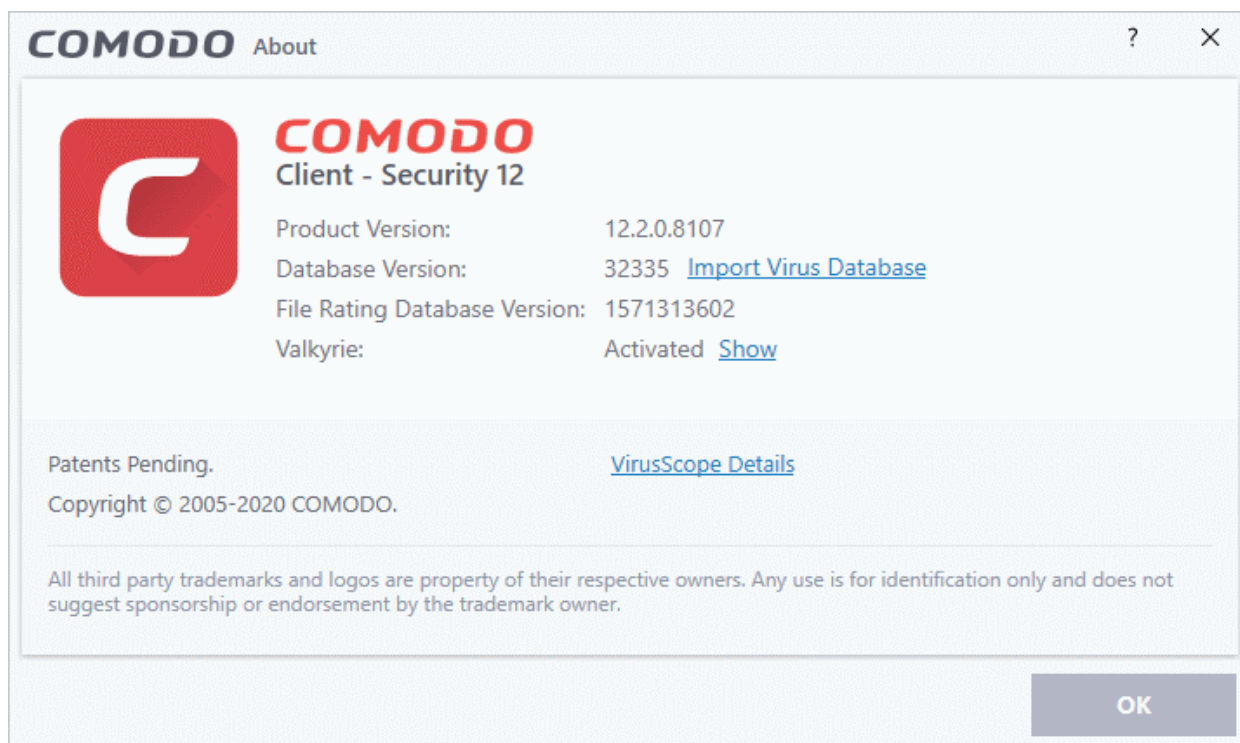 COMODO About ?
COMODO
Client - Security 12
Product Version: 12.2.0.8107
Database Version: 32335 Import Virus Database
File Rating Database Version: 1571313602
Valkyrie: Activated Show
Patents Pending. VirusScope Details
Copyright © 2005-2020 COMODO.
All third party trademarks and logos are property of their respective owners. Any use is for identification only and does not
suggest sponsorship or endorsement by the trademark owner.
OK